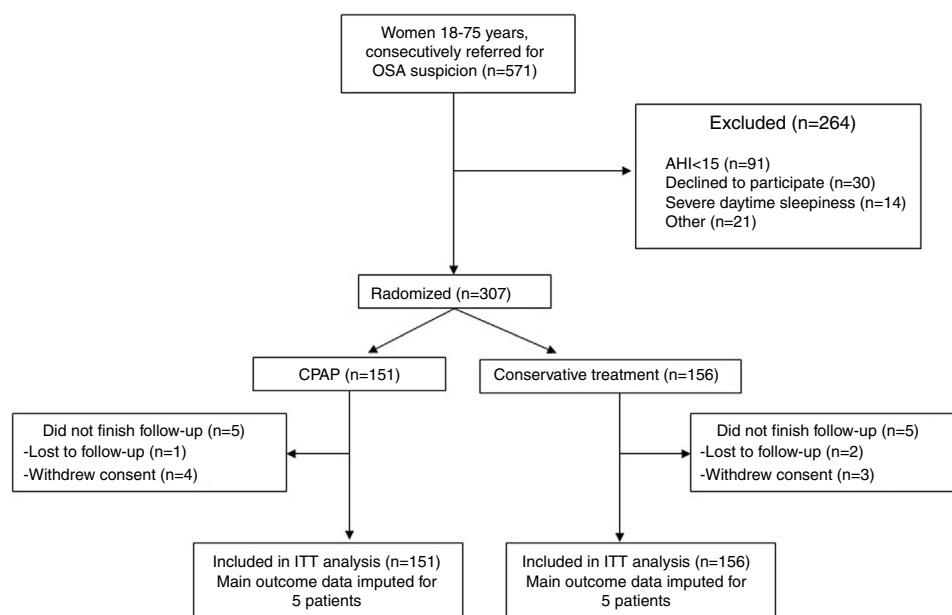 Women 18-75 years,
consecutively referred for
OSA suspicion (n=571)
Excluded (n=264)
AHI<15 (n=91)
Declined to participate (n=30)
Severe daytime sleepiness (n=14)
Other (n=21)
Radomized (n=307)
CPAP (n=151)
Conservative treatment (n=156)
Did not finish follow-up (n=5)
-Lost to follow-up (n=1)
-Withdrew consent (n=4)
Did not finish follow-up (n=5)
-Lost to follow-up (n=2)
-Withdrew consent (n=3)
Included in ITT analysis (n=151)
Main outcome data imputed for
5 patients
Included in ITT analysis (n=156)
Main outcome data imputed for
5 patients